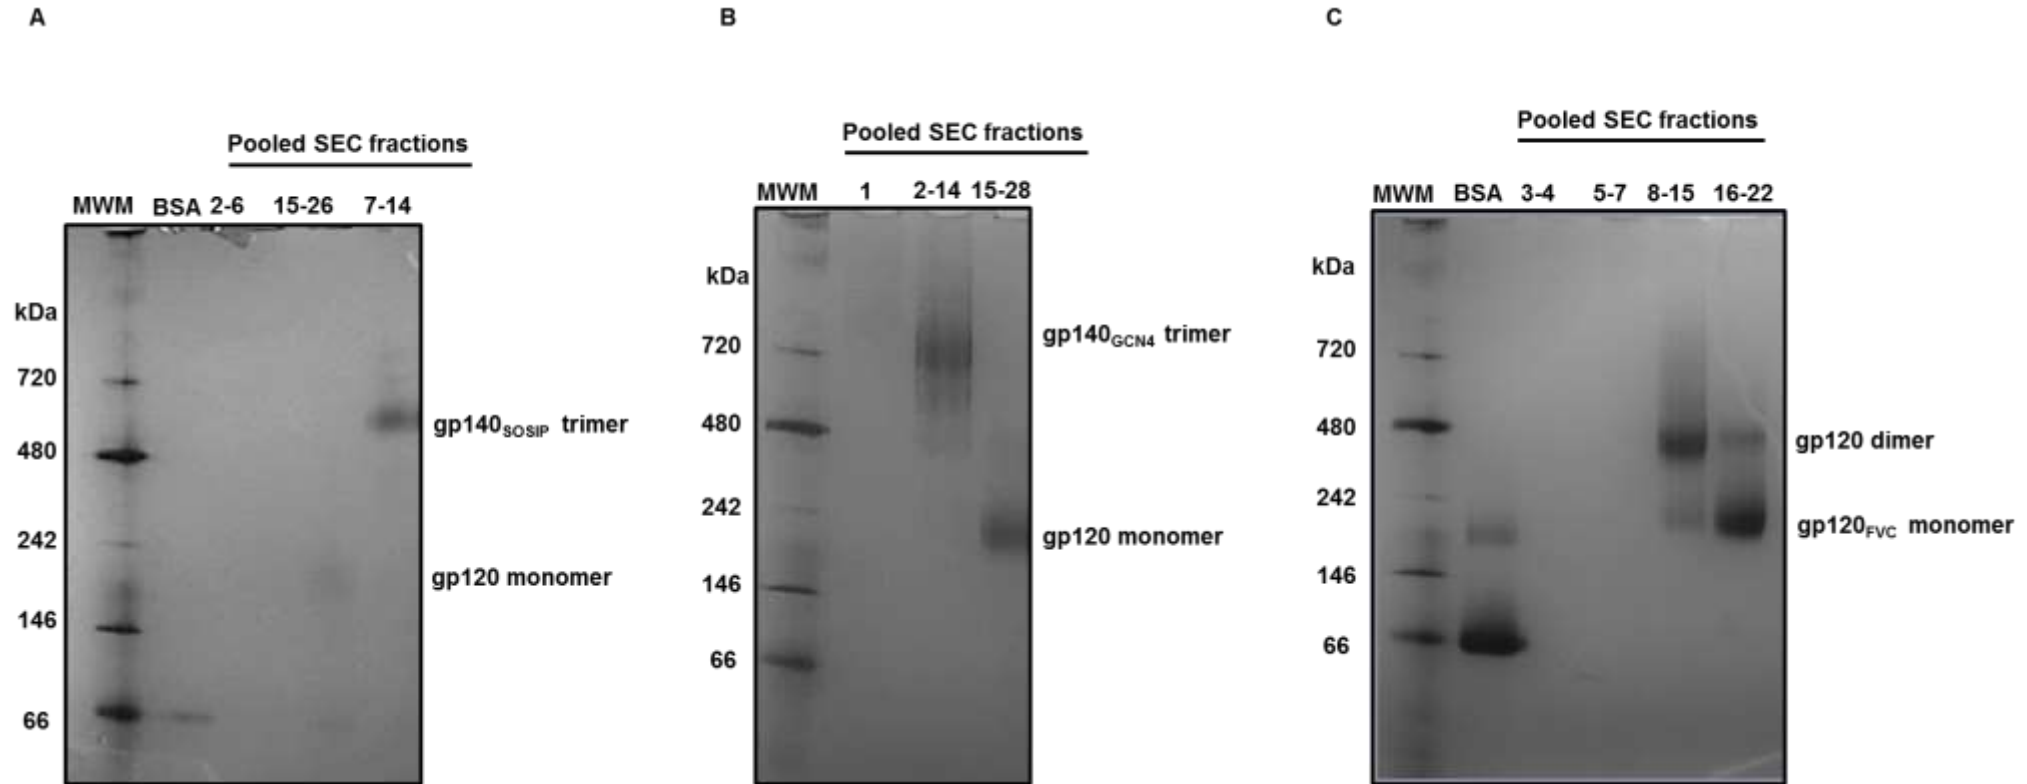 A
Pooled SEC fractions
MWM BSA 2-6 15-26 7-14
kDa
720
480
242
146
66
gp140SOSIP trimer
gp120 monomer
B
Pooled SEC fractions
MWM 1 2-14 15-28
kDa
720
480
242
146
66
gp140GCN4 trimer
gp120 monomer
C
Pooled SEC fractions
MWM BSA 3-4 5-7 8-15 16-22
kDa
720
480
242
146
66
gp120 dimer
gp120FVC monomer